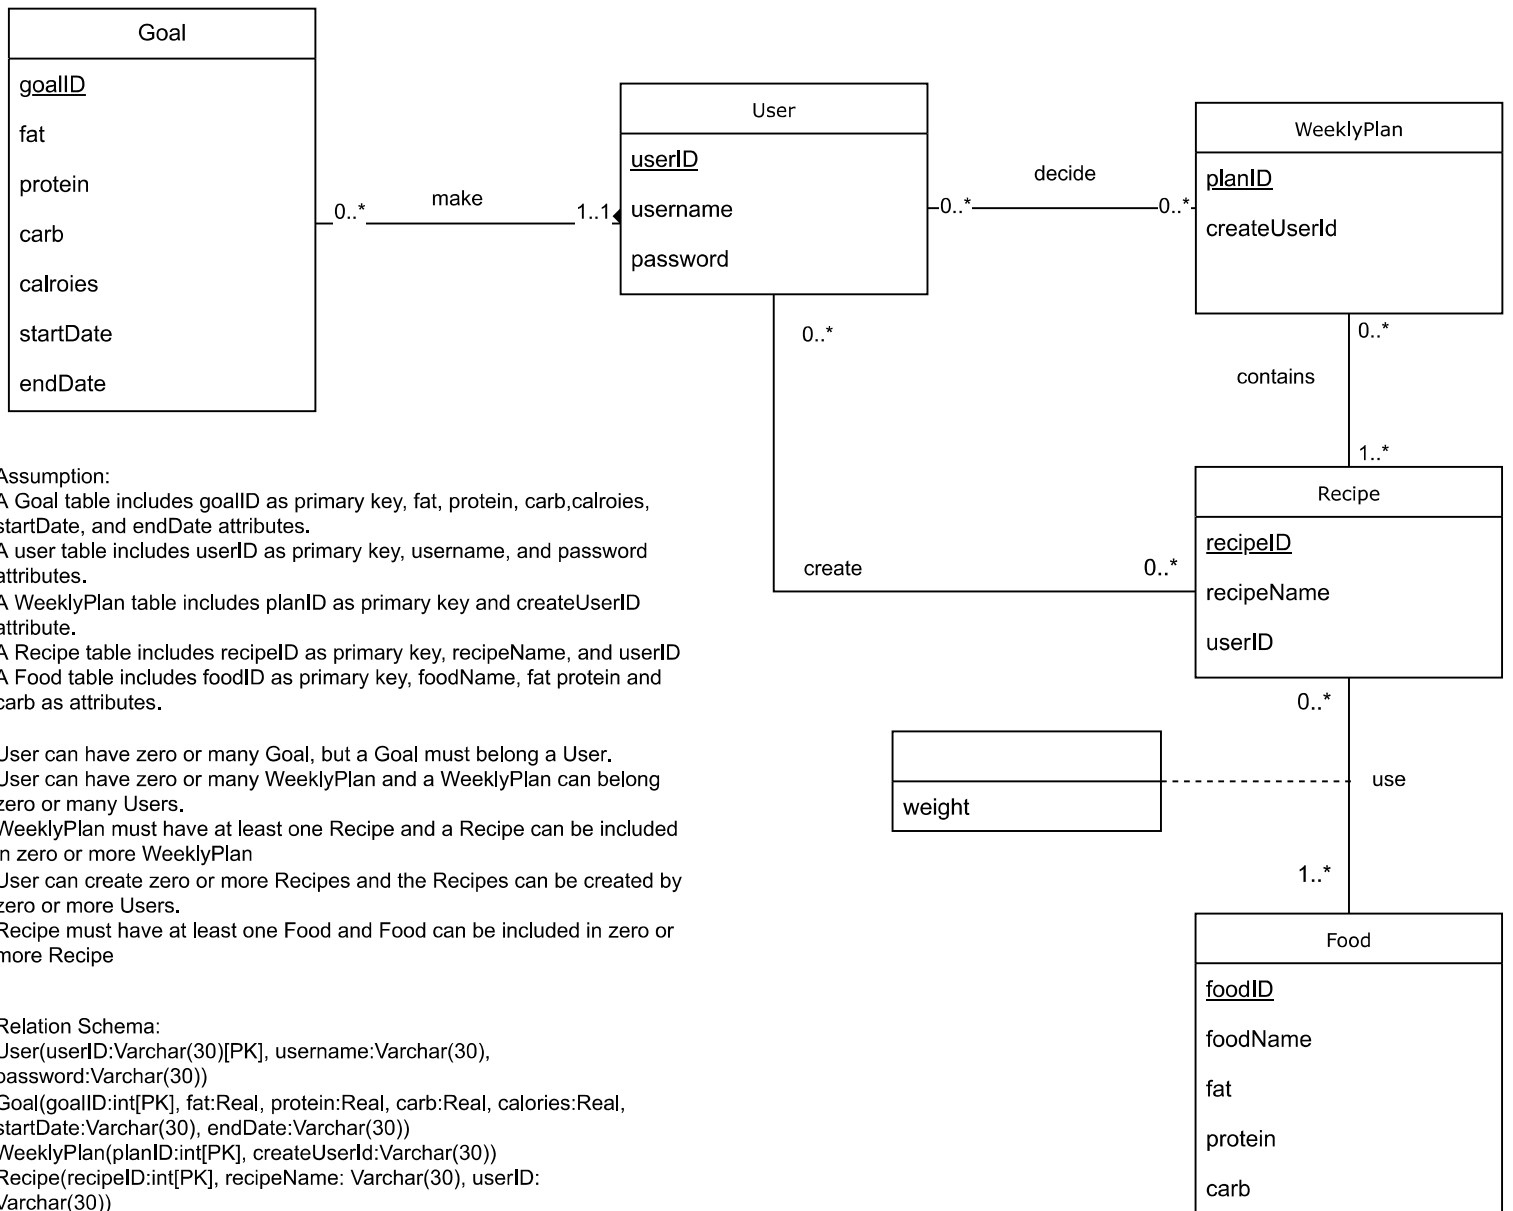 Goal
goalID
fat
protein
carb
calroies
startDate
endDate
0..*
make
1..1
User
userID
username
password
0..*
decide
0..*
WeeklyPlan
planID
createUserId
0..*
contains
1..*
0..*
create
0..*
Recipe
recipeID
recipeName
userID
0..*
use
weight
1..*
Food
foodID
foodName
fat
protein
carb
Assumption:
A Goal table includes goalID as primary key, fat, protein, carb,calroies,
startDate, and endDate attributes.
A user table includes userID as primary key, username, and password
attributes.
A WeeklyPlan table includes planID as primary key and createUserID
attribute.
A Recipe table includes recipeID as primary key, recipeName, and userID
A Food table includes foodID as primary key, foodName, fat protein and
carb as attributes.
User can have zero or many Goal, but a Goal must belong a User.
User can have zero or many WeeklyPlan and a WeeklyPlan can belong
zero or many Users.
WeeklyPlan must have at least one Recipe and a Recipe can be included
in zero or more WeeklyPlan
User can create zero or more Recipes and the Recipes can be created by
zero or more Users.
Recipe must have at least one Food and Food can be included in zero or
more Recipe
Relation Schema:
User(userID:Varchar(30)[PK], username:Varchar(30),
password:Varchar(30))
Goal(goalID:int[PK], fat:Real, protein:Real, carb:Real, calories:Real,
startDate:Varchar(30), endDate:Varchar(30))
WeeklyPlan(planID:int[PK], createUserId:Varchar(30))
Recipe(recipeID:int[PK], recipeName: Varchar(30), userID:
Varchar(30))